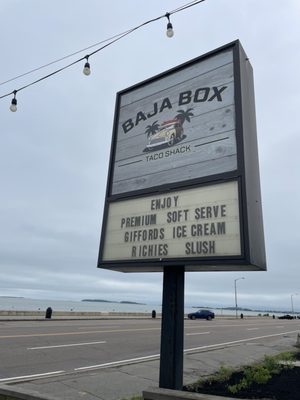 BAJA BOX
TACO SHACK
ENJOY
PREMIUM SOFT SERVE
GIFFORDS ICE CREAM
RICHIES SLUSH